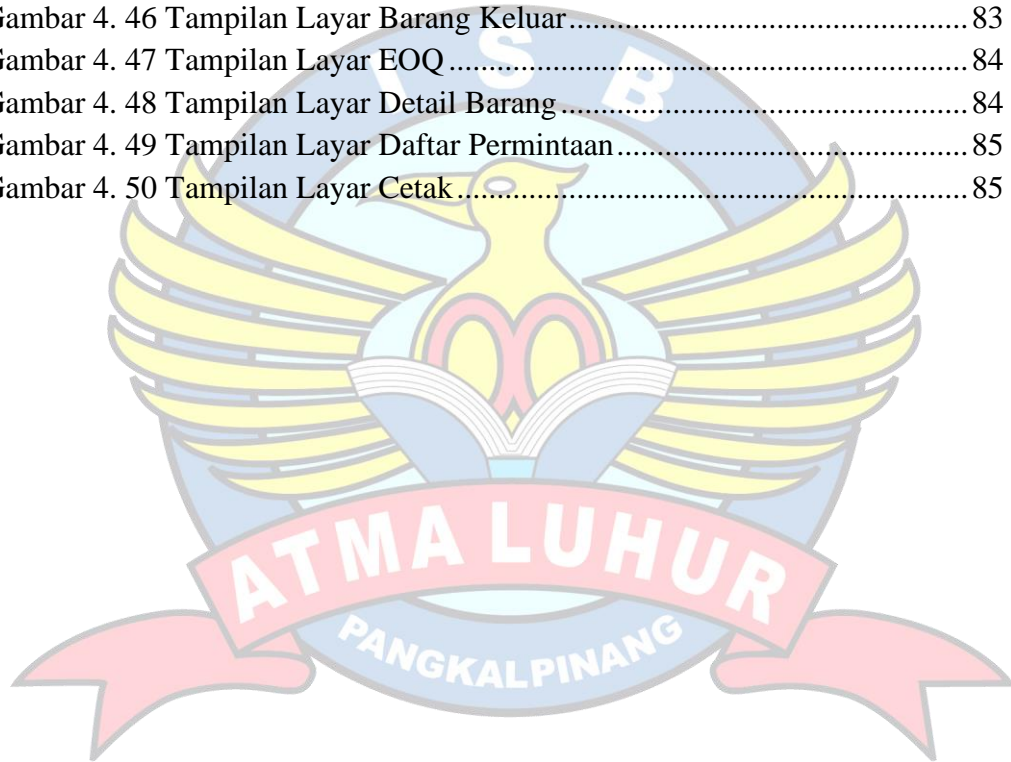 Gambar 4. 46 Tampilan Layar Barang Keluar........................................................................ 83
Gambar 4. 47 Tampilan Layar EOQ........................................................................ 84
Gambar 4. 48 Tampilan Layar Detail Barang........................................................................ 84
Gambar 4. 49 Tampilan Layar Daftar Permintaan........................................................................ 85
Gambar 4. 50 Tampilan Layar Cetak........................................................................ 85
I S B
ATMA LUHUR
PANGKALPINANG